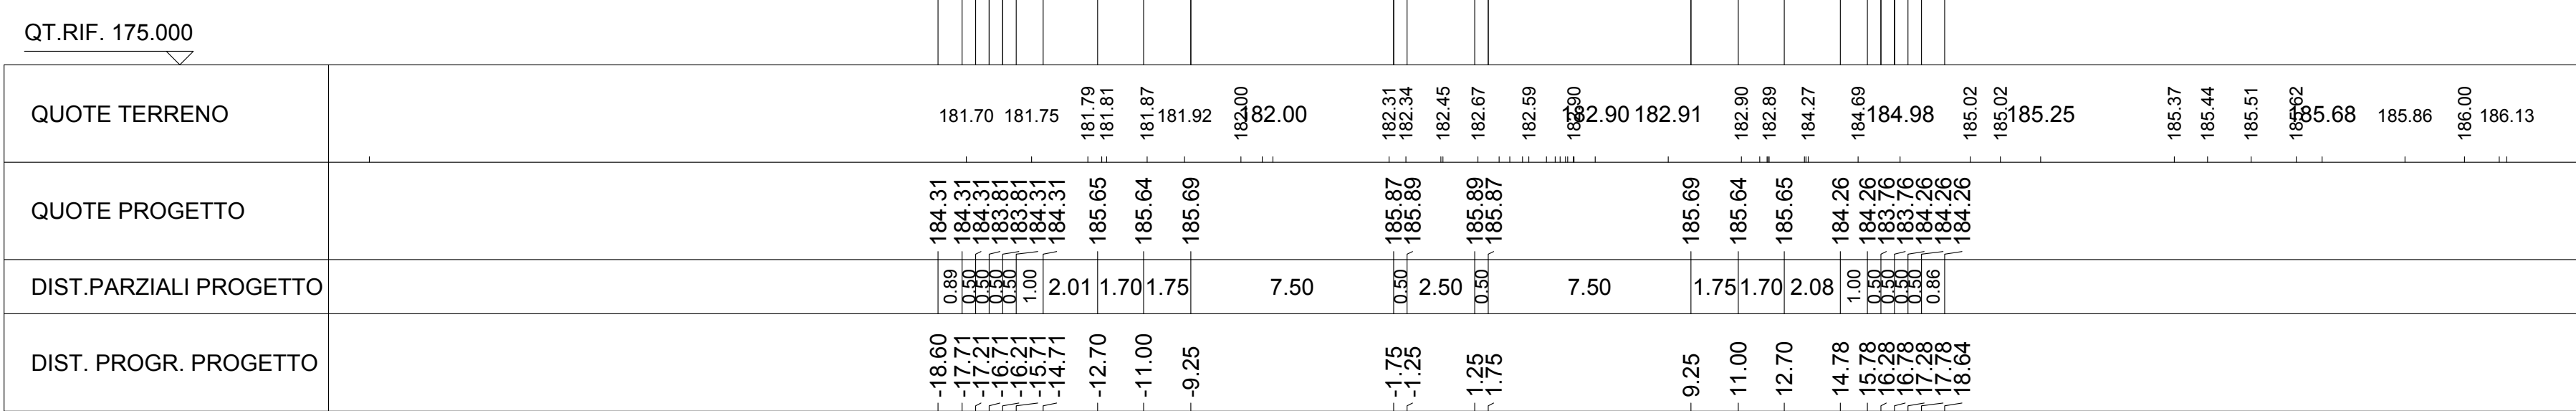 QT.RIF. 175.000
QUOTE TERRENO 181.70 181.75 181.79 181.81 181.87 181.92 182.00 182.00 182.31 182.34 182.45 182.67 182.59 182.90 182.90 182.91 182.90 182.89 184.27 184.69 184.98 185.02 185.02 185.25 185.37 185.44 185.51 185.62 185.68 185.86 186.00 186.13
QUOTE PROGETTO 184.31 184.31 184.31 183.81 183.81 184.31 184.31 185.65 185.64 185.69 185.87 185.89 185.89 185.87 185.69 185.64 185.65 184.26 184.26 183.76 183.76 184.26 184.26 184.26
DIST.PARZIALI PROGETTO 0.89 0.50 0.50 0.50 0.50 1.00 2.01 1.70 1.75 7.50 0.50 2.50 0.50 7.50 1.75 1.70 2.08 1.00 0.50 0.50 0.50 0.50 0.86
DIST. PROGR. PROGETTO -18.60 -17.71 -17.21 -16.71 -16.21 -15.71 -14.71 -12.70 -11.00 -9.25 -1.75 -1.25 1.25 1.75 9.25 11.00 12.70 14.78 15.78 16.28 16.78 17.28 17.78 18.64